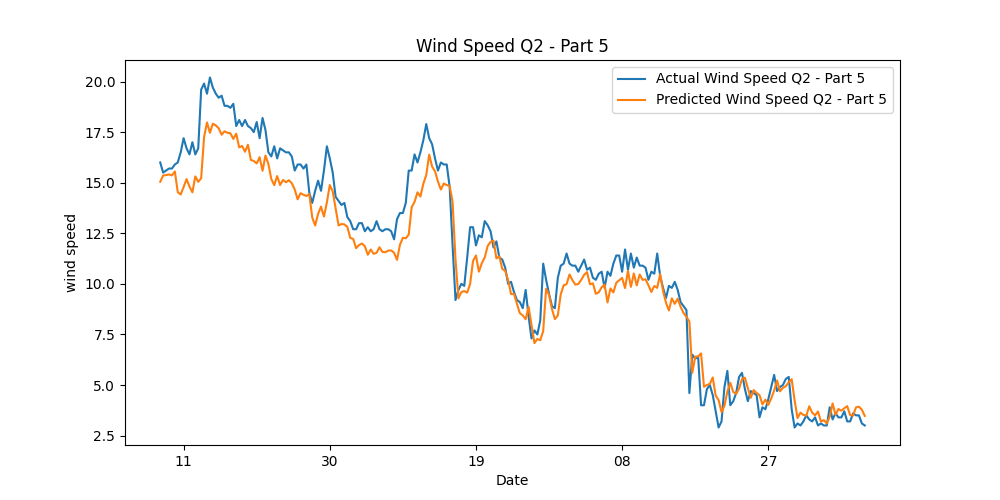 Wind Speed Q2 - Part 5
Actual Wind Speed Q2 - Part 5
Predicted Wind Speed Q2 - Part 5
wind speed
20.0
17.5
15.0
12.5
10.0
7.5
5.0
2.5
11 30 19 08 27
Date